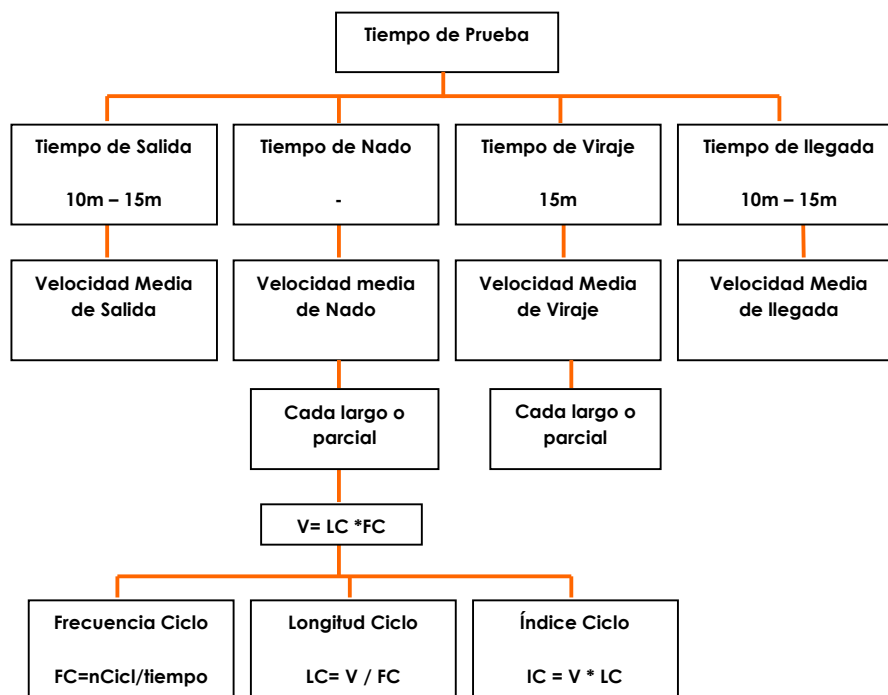 Tiempo de Prueba
Tiempo de Salida
10m – 15m
Tiempo de Nado
-
Tiempo de Viraje
15m
Tiempo de llegada
10m – 15m
Velocidad Media
de Salida
Velocidad media
de Nado
Velocidad Media
de Viraje
Velocidad Media
de llegada
Cada largo o
parcial
Cada largo o
parcial
V= LC *FC
Frecuencia Ciclo
FC=nCicl/tiempo
Longitud Ciclo
LC= V / FC
Índice Ciclo
IC = V * LC